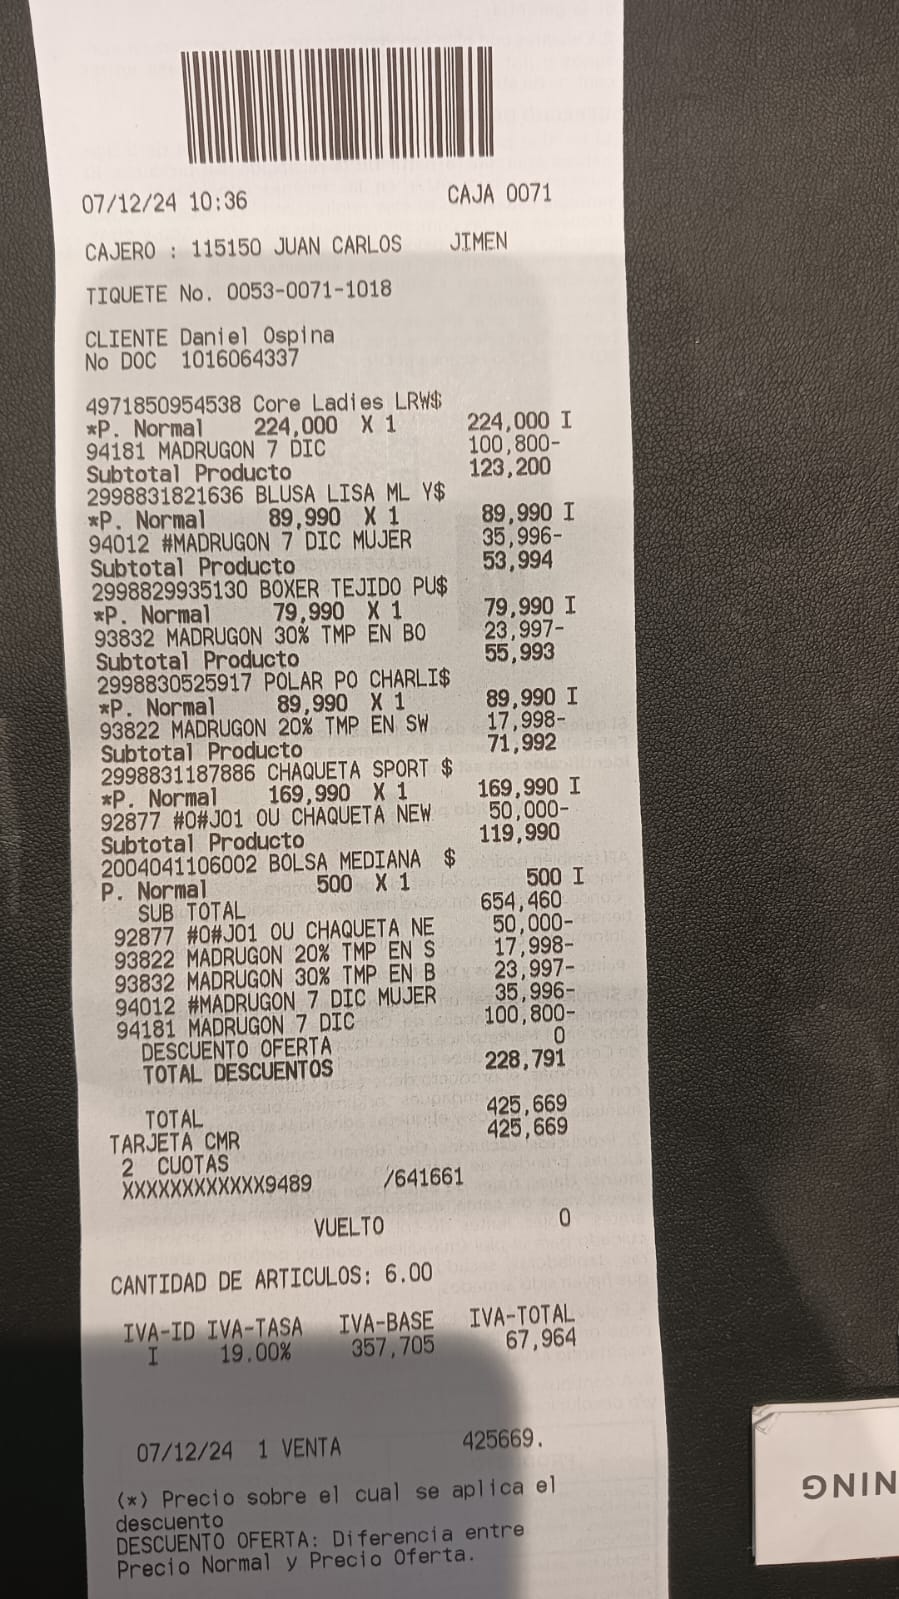 07/12/24 10:36 CAJA 0071
CAJERO : 115150 JUAN CARLOS JIMEN
TIQUETE No. 0053-0071-1018
CLIENTE Daniel Ospina
No DOC 1016064337
4971850954538 Core Ladies LRW$
*P. Normal 224,000 X 1 224,000 I
94181 MADRUGON 7 DIC 100,800-
Subtotal Producto 123,200
2998831821636 BLUSA LISA ML Y$
*P. Normal 89,990 X 1 89,990 I
94012 #MADRUGON 7 DIC MUJER 35,996-
Subtotal Producto 53,994
2998829935130 BOXER TEJIDO PU$
*P. Normal 79,990 X 1 79,990 I
93832 MADRUGON 30% TMP EN BO 23,997-
Subtotal Producto 55,993
2998830525917 POLAR PO CHARLI$
*P. Normal 89,990 X 1 89,990 I
93822 MADRUGON 20% TMP EN SW 17,998-
Subtotal Producto 71,992
2998831187886 CHAQUETA SPORT $
*P. Normal 169,990 X 1 169,990 I
92877 #O#JO1 OU CHAQUETA NEW 50,000-
Subtotal Producto 119,990
2004041106002 BOLSA MEDIANA $
P. Normal 500 X 1 500 I
SUB TOTAL 654,460
92877 #O#JO1 OU CHAQUETA NE 50,000-
93822 MADRUGON 20% TMP EN S 17,998-
93832 MADRUGON 30% TMP EN B 23,997-
94012 #MADRUGON 7 DIC MUJER 35,996-
94181 MADRUGON 7 DIC 100,800-
DESCUENTO OFERTA 0
TOTAL DESCUENTOS 228,791
TOTAL 425,669
TARJETA CMR 425,669
2 CUOTAS
XXXXXXXXXXXX9489 /641661
VUELTO 0
CANTIDAD DE ARTICULOS: 6.00
IVA-ID IVA-TASA IVA-BASE IVA-TOTAL
I 19.00% 357,705 67,964
07/12/24 1 VENTA 425669.
(*) Precio sobre el cual se aplica el
descuento
DESCUENTO OFERTA: Diferencia entre
Precio Normal y Precio Oferta.